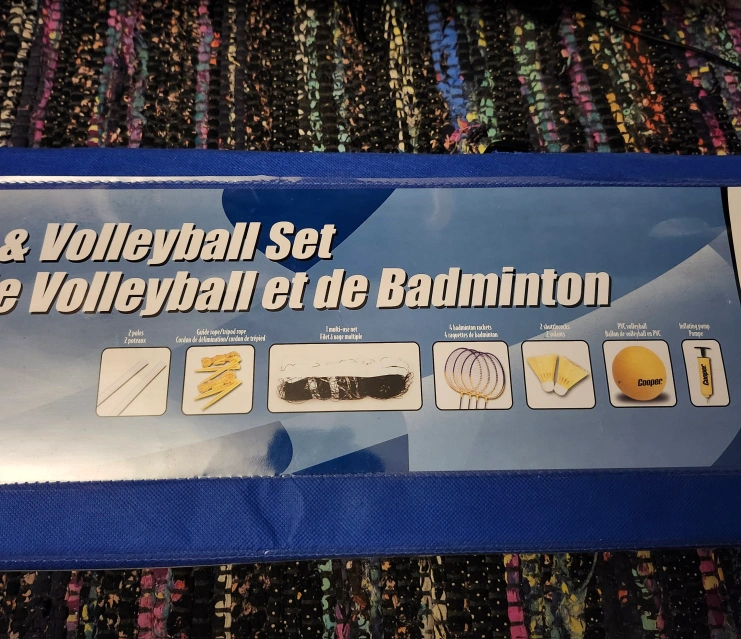 & Volleyball Set
e Volleyball et de Badminton
2 poles
2 poteaux
Guide rope/tripod rope
Cordon de délimination/cordon de trépied
1 multi-use net
Filet à usage multiple
4 badminton rackets
4 raquettes de badminton
2 shuttlecocks
2 volants
PVC volleyball
Ballon de volleyball en PVC
Inflating pump
Pompe
Cooper
Cooper